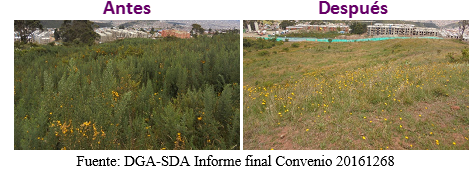 Antes
Después
Fuente: DGA-SDA Informe final Convenio 20161268